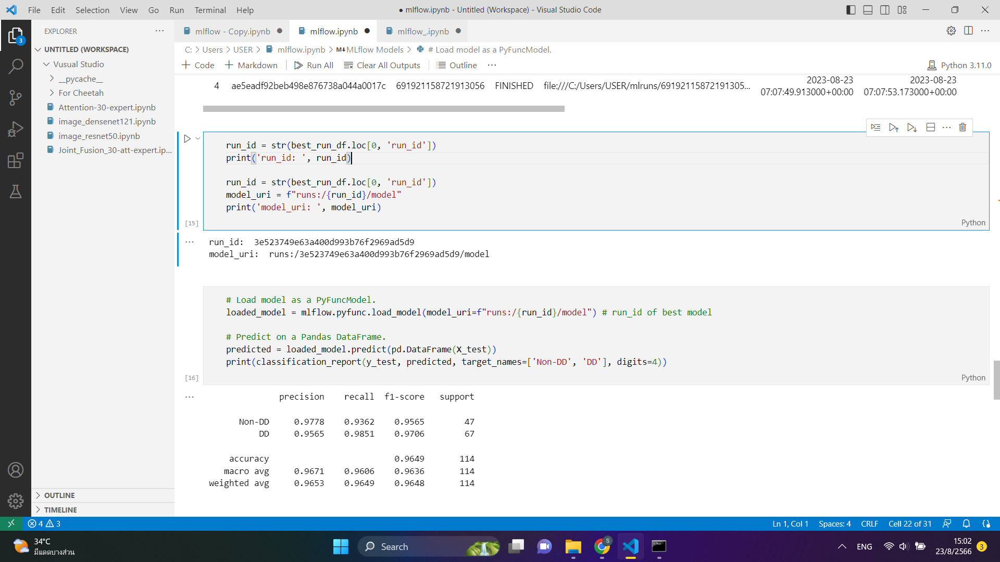 File Edit Selection View Go Run Terminal Help
● mlflow.ipynb - Untitled (Workspace) - Visual Studio Code
EXPLORER
mlflow - Copy.ipynb
mlflow.ipynb
mlflow_.ipynb
3
UNTITLED (WORKSPACE)
Vusual Studio
__pycache__
For Cheetah
Attention-30-expert.ipynb
image_densenet121.ipynb
image_resnet50.ipynb
Joint_Fusion_30-att-expert.ip...
OUTLINE
TIMELINE
C: > Users > USER > mlflow.ipynb > M↓MLflow Models > # Load model as a PyFuncModel.
+ Code + Markdown Run All Clear All Outputs Outline ... Python 3.11.0
4 ae5eadf92beb498e876738a044a0017c 691921158721913056 FINISHED file:///C:/Users/USER/mlruns/69192115872191305... 2023-08-23 2023-08-23
07:07:49.913000+00:00 07:07:53.173000+00:00
run_id = str(best_run_df.loc[0, 'run_id'])
print('run_id: ', run_id)
run_id = str(best_run_df.loc[0, 'run_id'])
model_uri = f"runs:/{run_id}/model"
print('model_uri: ', model_uri)
[15] Python
run_id:  3e523749e63a400d993b76f2969ad5d9
model_uri:  runs:/3e523749e63a400d993b76f2969ad5d9/model
# Load model as a PyFuncModel.
loaded_model = mlflow.pyfunc.load_model(model_uri=f"runs:/{run_id}/model") # run_id of best model
# Predict on a Pandas DataFrame.
predicted = loaded_model.predict(pd.DataFrame(X_test))
print(classification_report(y_test, predicted, target_names=['Non-DD', 'DD'], digits=4))
[16] Python
precision recall f1-score support
Non-DD 0.9778 0.9362 0.9565 47
DD 0.9565 0.9851 0.9706 67
accuracy 0.9649 114
macro avg 0.9671 0.9606 0.9636 114
weighted avg 0.9653 0.9649 0.9648 114
4 3
Ln 1, Col 1 Spaces: 4 CRLF Cell 22 of 31
34°C
มีแดดบางส่วน
Search
S
ENG
15:02
23/8/2566
3